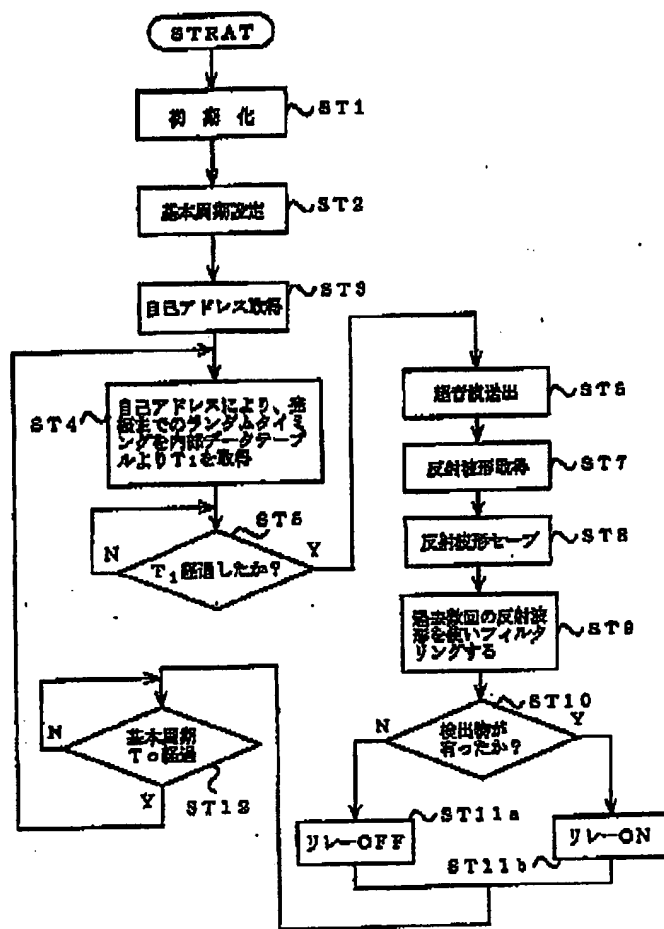 STRAT
初期化
ST1
基本周期設定
ST2
自己アドレス取得
ST3
ST4
自己アドレスにより、送
信までのランダムタイミ
ングを内部データテーブ
ルよりT1を取得
ST5
N
Y
T1経過したか?
超音波送出
ST6
反射波形取得
ST7
反射波形セーブ
ST8
過去数回の反射波
形を使いフィルタ
リングする
ST9
ST10
N
Y
検出物が
有ったか?
リレーOFF
ST11a
リレーON
ST11b
N
基本周期
To経過
Y
ST12